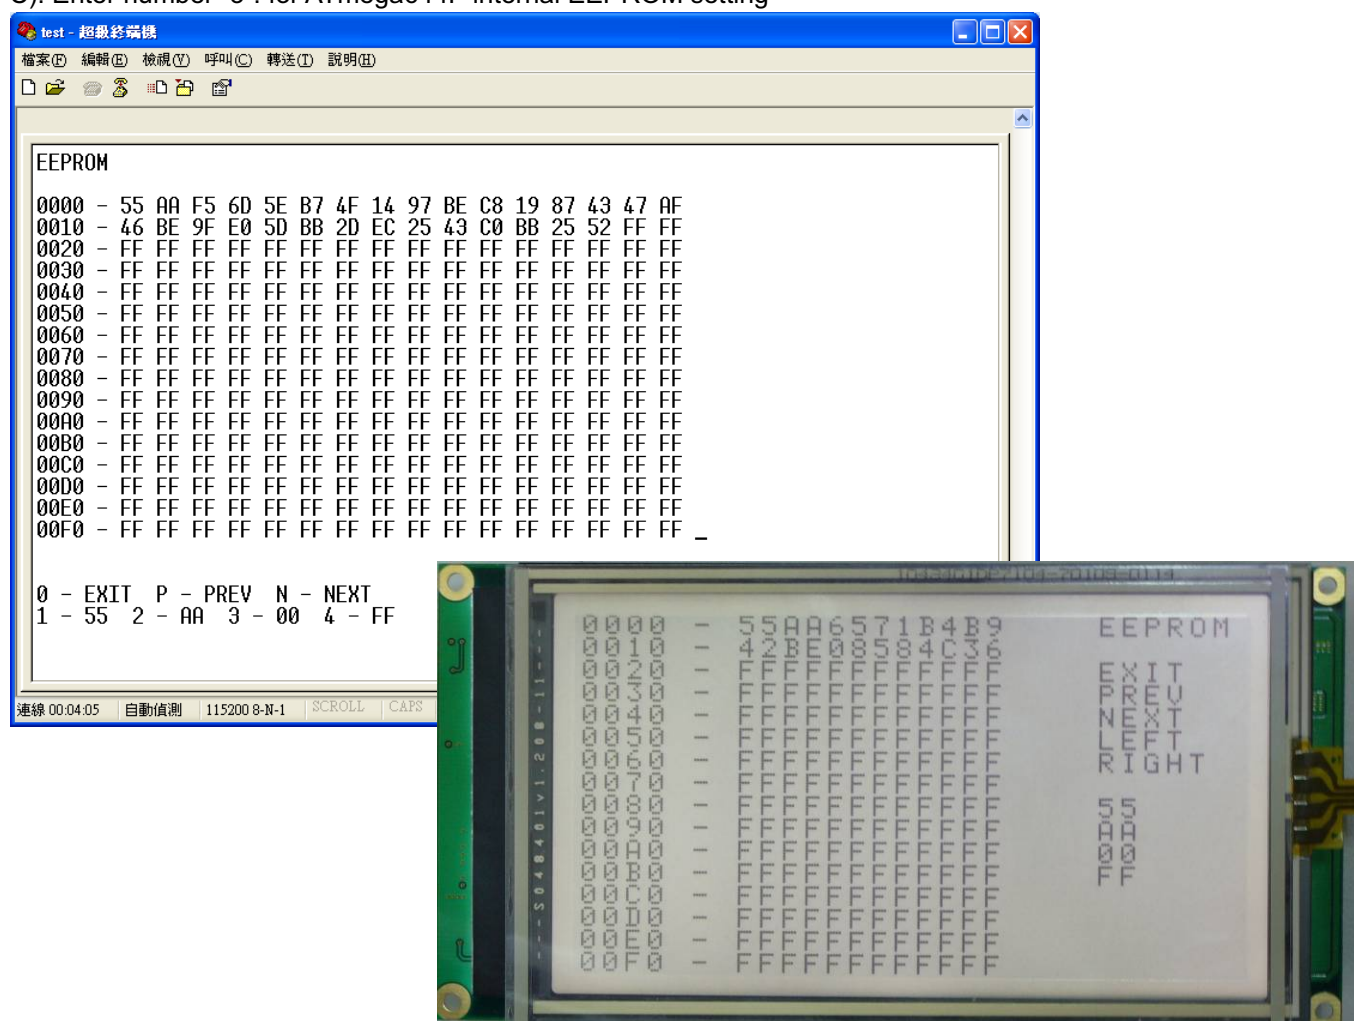 test - 超級終端機
檔案(F) 編輯(E) 檢視(V) 呼叫(C) 轉送(T) 說明(H)
EEPROM
0000 - 55 AA F5 6D 5E B7 4F 14 97 BE C8 19 87 43 47 AF
0010 - 46 BE 9F E0 5D BB 2D EC 25 43 C0 BB 25 52 FF FF
0020 - FF FF FF FF FF FF FF FF FF FF FF FF FF FF FF FF
0030 - FF FF FF FF FF FF FF FF FF FF FF FF FF FF FF FF
0040 - FF FF FF FF FF FF FF FF FF FF FF FF FF FF FF FF
0050 - FF FF FF FF FF FF FF FF FF FF FF FF FF FF FF FF
0060 - FF FF FF FF FF FF FF FF FF FF FF FF FF FF FF FF
0070 - FF FF FF FF FF FF FF FF FF FF FF FF FF FF FF FF
0080 - FF FF FF FF FF FF FF FF FF FF FF FF FF FF FF FF
0090 - FF FF FF FF FF FF FF FF FF FF FF FF FF FF FF FF
00A0 - FF FF FF FF FF FF FF FF FF FF FF FF FF FF FF FF
00B0 - FF FF FF FF FF FF FF FF FF FF FF FF FF FF FF FF
00C0 - FF FF FF FF FF FF FF FF FF FF FF FF FF FF FF FF
00D0 - FF FF FF FF FF FF FF FF FF FF FF FF FF FF FF FF
00E0 - FF FF FF FF FF FF FF FF FF FF FF FF FF FF FF FF
00F0 - FF FF FF FF FF FF FF FF FF FF FF FF FF FF FF FF _
0 - EXIT P - PREV N - NEXT
1 - 55 2 - AA 3 - 00 4 - FF
連線 00:04:05 自動偵測 115200 8-N-1 SCROLL CAPS
0000 - 55AA6571B4B9
0010 - 42BE08584C36
0020 - FFFFFFFFFFFF
0030 - FFFFFFFFFFFF
0040 - FFFFFFFFFFFF
0050 - FFFFFFFFFFFF
0060 - FFFFFFFFFFFF
0070 - FFFFFFFFFFFF
0080 - FFFFFFFFFFFF
0090 - FFFFFFFFFFFF
00A0 - FFFFFFFFFFFF
00B0 - FFFFFFFFFFFF
00C0 - FFFFFFFFFFFF
00D0 - FFFFFFFFFFFF
00E0 - FFFFFFFFFFFF
00F0 - FFFFFFFFFFFF
EEPROM
EXIT
PREV
NEXT
LEFT
RIGHT
55
AA
00
FF